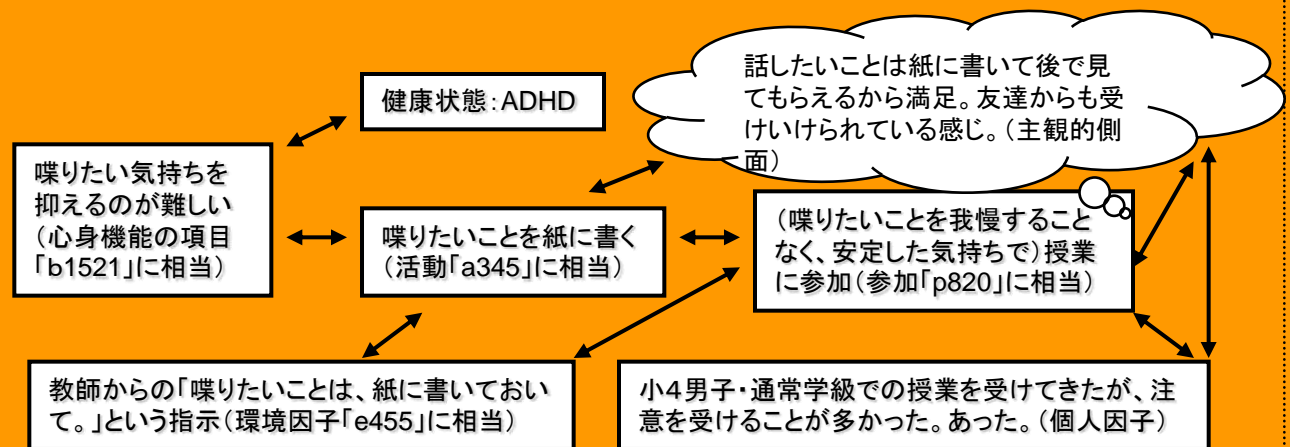 話したいことは紙に書いて後で見
てもらえるから満足。友達からも受
けいけられている感じ。（主観的側
面）
健康状態：ADHD
喋りたい気持ちを
抑えるのが難しい
（心身機能の項目
「b1521」に相当）
喋りたいことを紙に書く
（活動「a345」に相当）
（喋りたいことを我慢すること
なく、安定した気持ちで）授業
に参加（参加「p820」に相当）
教師からの「喋りたいことは、紙に書いておい
て。」という指示（環境因子「e455」に相当）
小４男子・通常学級での授業を受けてきたが、注
意を受けることが多かった。あった。（個人因子）